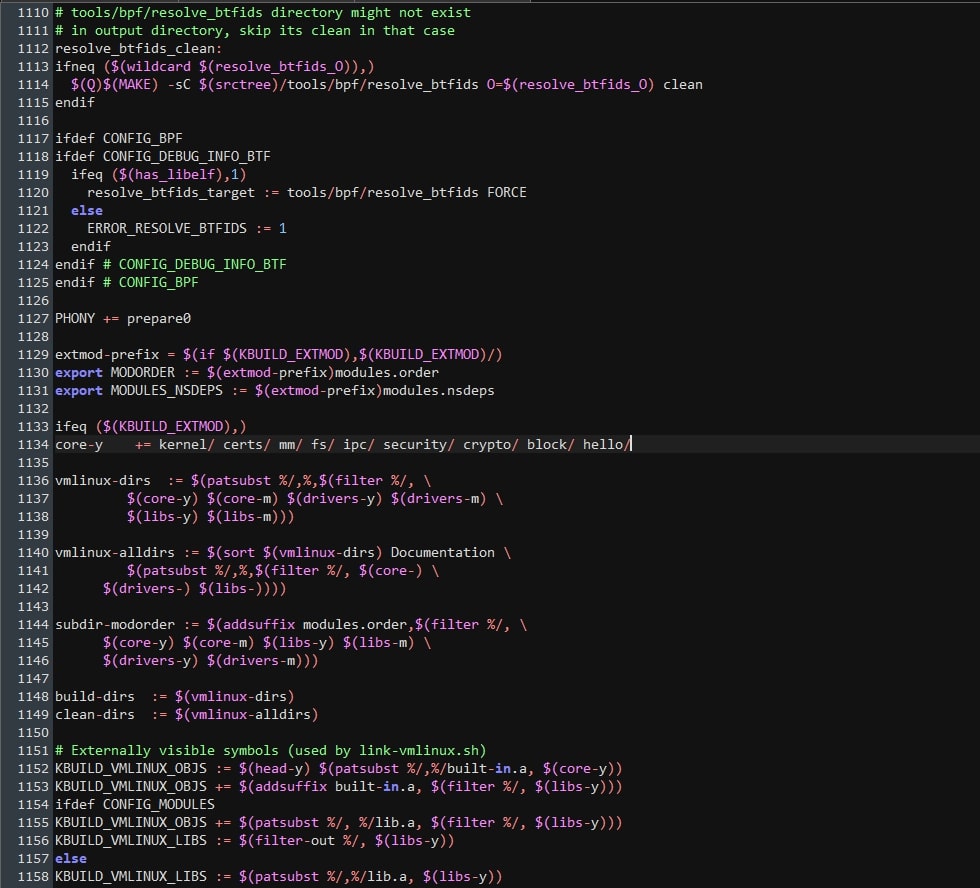 1110 # tools/bpf/resolve_btfids directory might not exist
1111 # in output directory, skip its clean in that case
1112 resolve_btfids_clean:
1113 ifneq ($(wildcard $(resolve_btfids_O)),)
1114   $(Q)$(MAKE) -sC $(srctree)/tools/bpf/resolve_btfids O=$(resolve_btfids_O) clean
1115 endif
1116
1117 ifdef CONFIG_BPF
1118 ifdef CONFIG_DEBUG_INFO_BTF
1119   ifeq ($(has_libelf),1)
1120     resolve_btfids_target := tools/bpf/resolve_btfids FORCE
1121   else
1122     ERROR_RESOLVE_BTFIDS := 1
1123   endif
1124 endif # CONFIG_DEBUG_INFO_BTF
1125 endif # CONFIG_BPF
1126
1127 PHONY += prepare0
1128
1129 extmod-prefix = $(if $(KBUILD_EXTMOD),$(KBUILD_EXTMOD)/)
1130 export MODORDER := $(extmod-prefix)modules.order
1131 export MODULES_NSDEPS := $(extmod-prefix)modules.nsdeps
1132
1133 ifeq ($(KBUILD_EXTMOD),)
1134 core-y    += kernel/ certs/ mm/ fs/ ipc/ security/ crypto/ block/ hello/
1135
1136 vmlinux-dirs  := $(patsubst %/,%,$(filter %/, \
1137          $(core-y) $(core-m) $(drivers-y) $(drivers-m) \
1138          $(libs-y) $(libs-m)))
1139
1140 vmlinux-alldirs := $(sort $(vmlinux-dirs) Documentation \
1141          $(patsubst %/,%,$(filter %/, $(core-) \
1142       $(drivers-) $(libs-))))
1143
1144 subdir-modorder := $(addsuffix modules.order,$(filter %/, \
1145       $(core-y) $(core-m) $(libs-y) $(libs-m) \
1146       $(drivers-y) $(drivers-m)))
1147
1148 build-dirs  := $(vmlinux-dirs)
1149 clean-dirs  := $(vmlinux-alldirs)
1150
1151 # Externally visible symbols (used by link-vmlinux.sh)
1152 KBUILD_VMLINUX_OBJS := $(head-y) $(patsubst %/,%/built-in.a, $(core-y))
1153 KBUILD_VMLINUX_OBJS += $(addsuffix built-in.a, $(filter %/, $(libs-y)))
1154 ifdef CONFIG_MODULES
1155 KBUILD_VMLINUX_OBJS += $(patsubst %/, %/lib.a, $(filter %/, $(libs-y)))
1156 KBUILD_VMLINUX_LIBS := $(filter-out %/, $(libs-y))
1157 else
1158 KBUILD_VMLINUX_LIBS := $(patsubst %/,%/lib.a, $(libs-y))